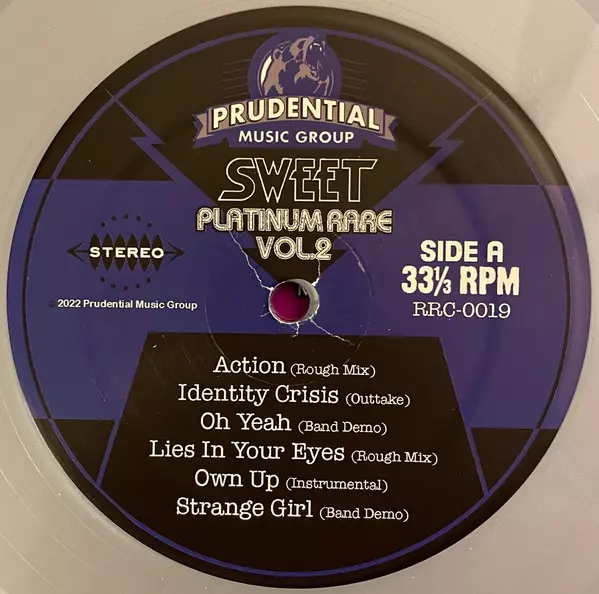 PRUDENTIAL
MUSIC GROUP
SWEET
PLATINUM RARE
VOL.2
STEREO
SIDE A
33⅓ RPM
RRC-0019
© 2022 Prudential Music Group
Action (Rough Mix)
Identity Crisis (Outtake)
Oh Yeah (Band Demo)
Lies In Your Eyes (Rough Mix)
Own Up (Instrumental)
Strange Girl (Band Demo)